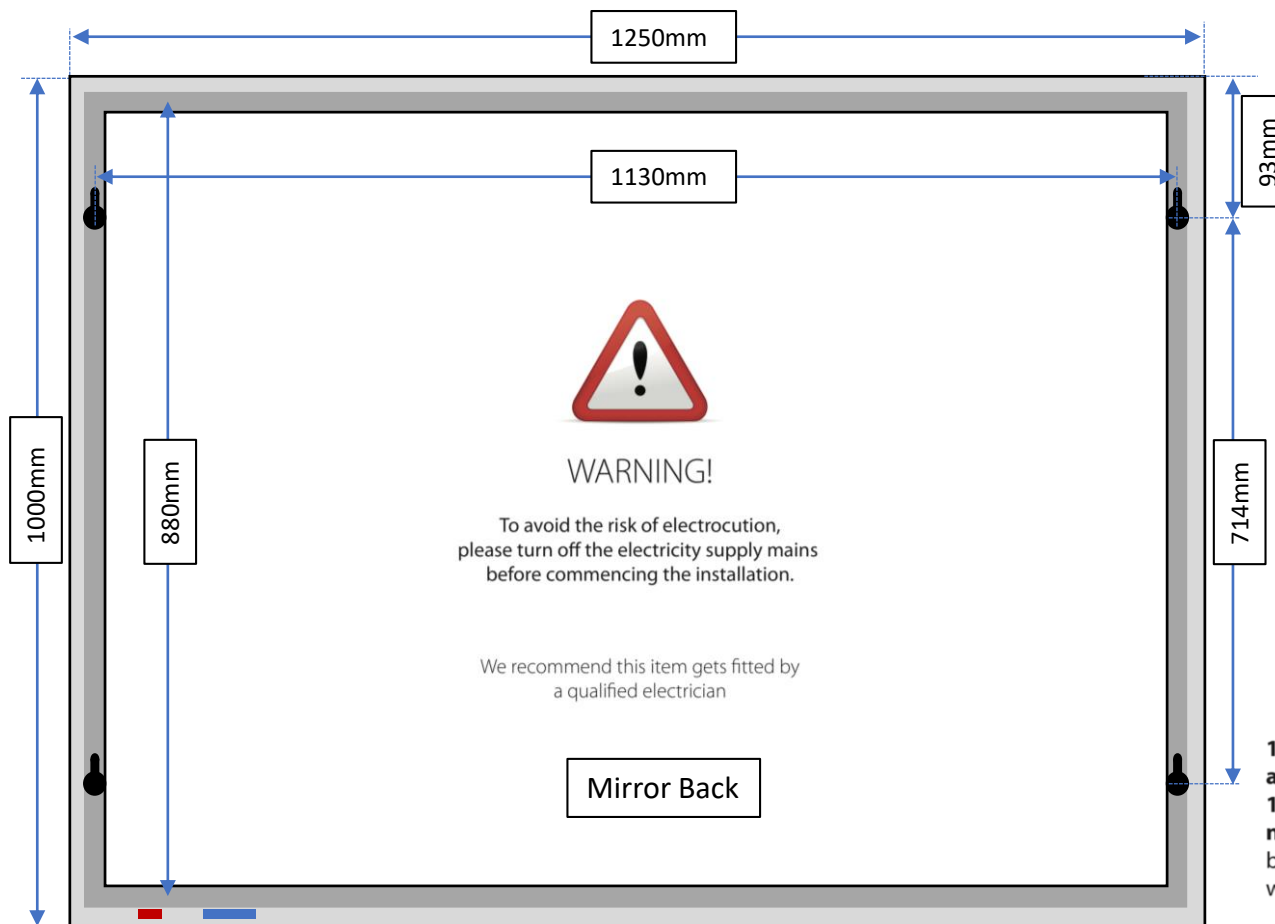 1250mm
93mm
1130mm
1000mm
880mm
714mm
WARNING!
To avoid the risk of electrocution,
please turn off the electricity supply mains
before commencing the installation.
We recommend this item gets fitted by
a qualified electrician
Mirror Back